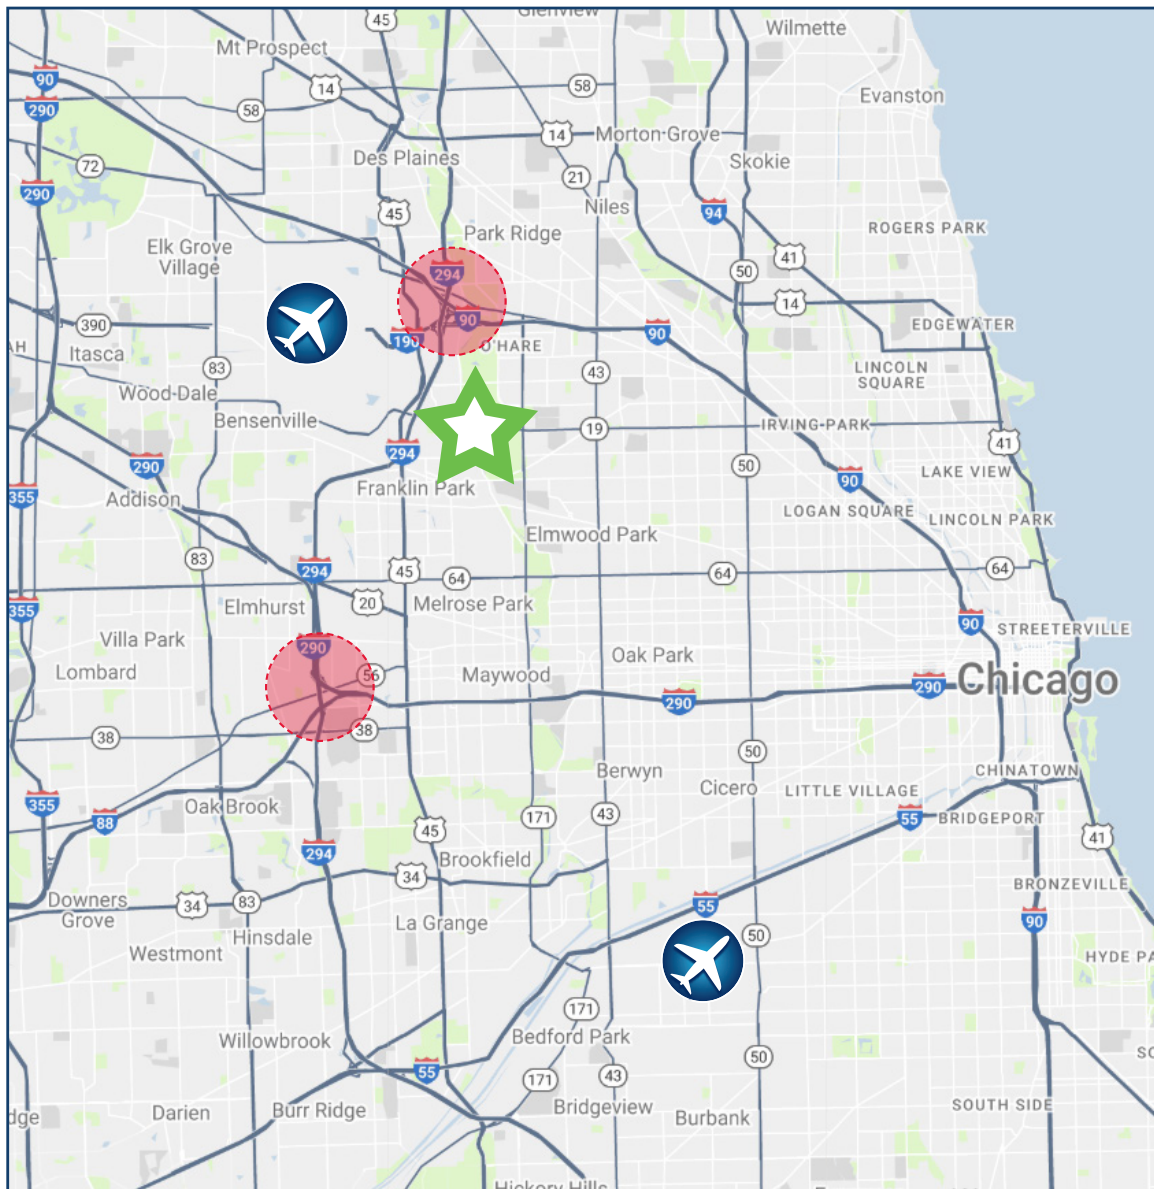 Glenview
45
Wilmette
Mt Prospect
90
14
58
Evanston
290
58
14
Morton Grove
Des Plaines
Skokie
72
21
290
Niles
94
45
ROGERS PARK
Park Ridge
Elk Grove
Village
41
294
50
14
390
90
90
EDGEWATER
190
O'HARE
AH
Itasca
83
43
LINCOLN
SQUARE
Wood Dale
Bensenville
19
IRVING PARK
41
294
290
50
LAKE VIEW
90
355
Addison
Franklin Park
LOGAN SQUARE
LINCOLN PARK
Elmwood Park
83
294
45
64
64
64
355
Elmhurst
20
Melrose Park
90
STREETERVILLE
Villa Park
290
Oak Park
Lombard
56
Maywood
Chicago
290
290
38
38
50
CHINATOWN
Berwyn
Cicero
LITTLE VILLAGE
355
Oak Brook
88
171
43
55
BRIDGEPORT
45
41
294
Brookfield
34
BRONZEVILLE
Downers
Grove
34
83
55
90
La Grange
50
Hinsdale
Westmont
HYDE PA
171
Willowbrook
Bedford Park
SO
50
55
43
171
dge
Darien
Burr Ridge
Bridgeview
Burbank
SOUTH SIDE
Hickory Hills